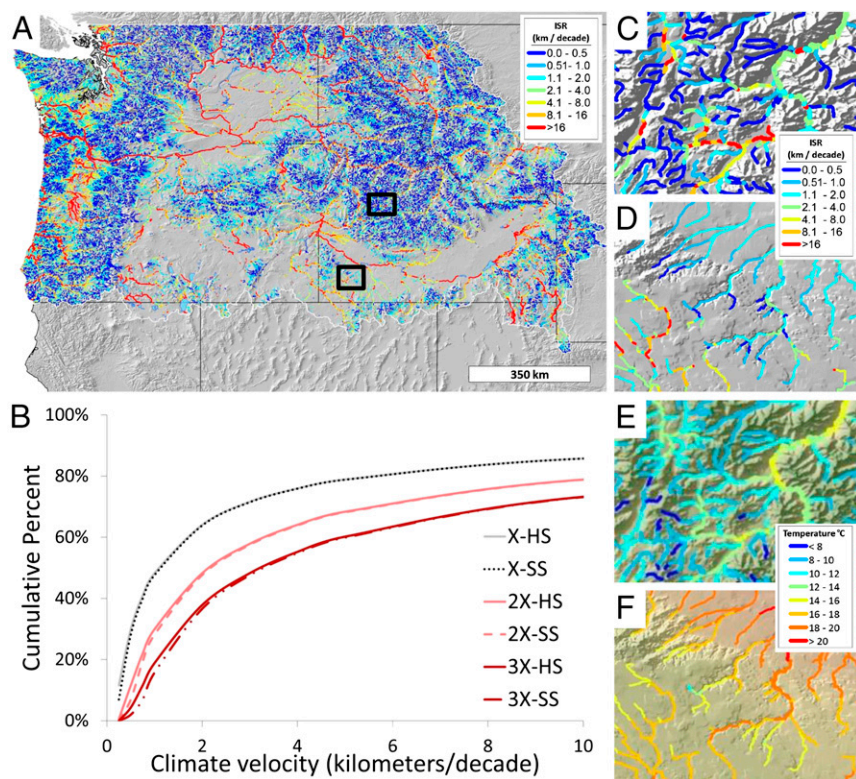 A
ISR
(km / decade)
0.0 - 0.5
0.51- 1.0
1.1 - 2.0
2.1 - 4.0
4.1 - 8.0
8.1 - 16
>16
350 km
B
100%
80%
60%
40%
20%
0%
Cumulative Percent
X-HS
X-SS
2X-HS
2X-SS
3X-HS
3X-SS
0
2
4
6
8
10
Climate velocity (kilometers/decade)
C
ISR
(km / decade)
0.0 - 0.5
0.51- 1.0
1.1 - 2.0
2.1 - 4.0
4.1 - 8.0
8.1 - 16
>16
D
E
Temperature °C
< 8
8 - 10
10 - 12
12 - 14
14 - 16
16 - 18
18 - 20
> 20
F